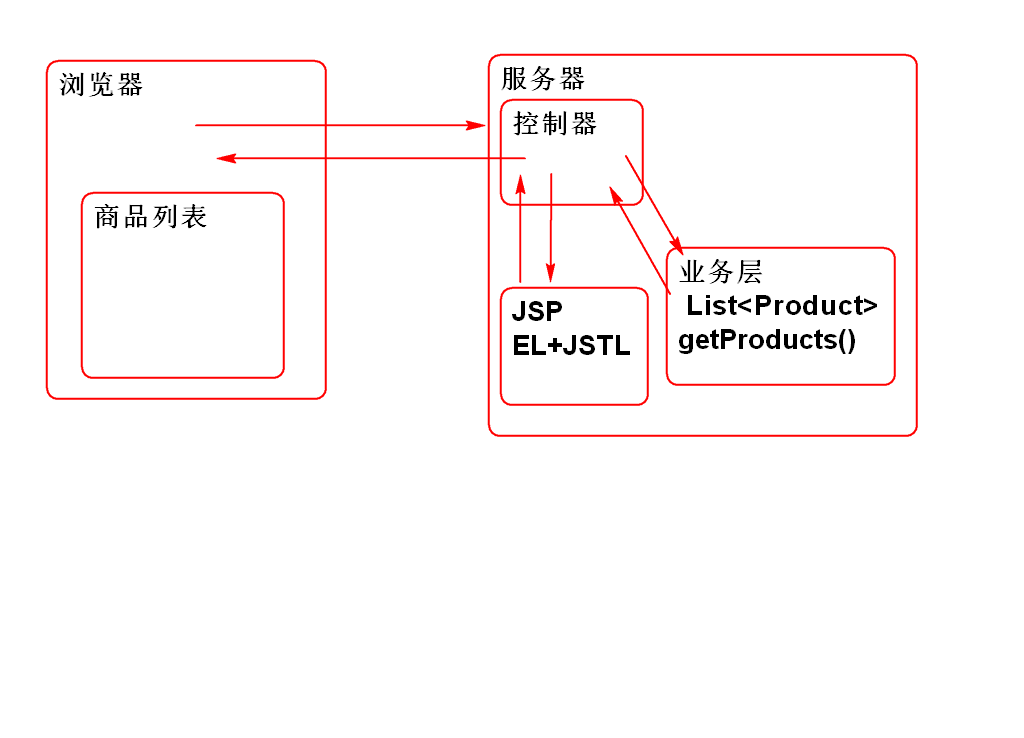 浏览器
商品列表
服务器
控制器
JSP
EL+JSTL
业务层
List<Product>
getProducts()